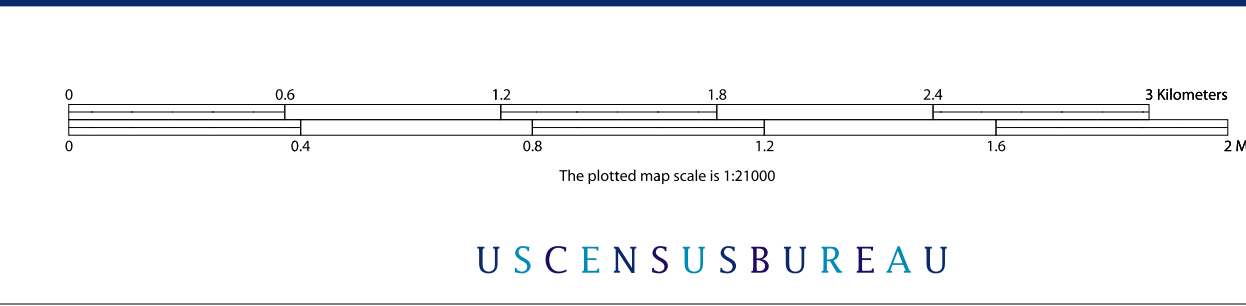 0 0.6 1.2 1.8 2.4 3 Kilometers
0 0.4 0.8 1.2 1.6 2 M
The plotted map scale is 1:21000
USCENSUSBUREAU